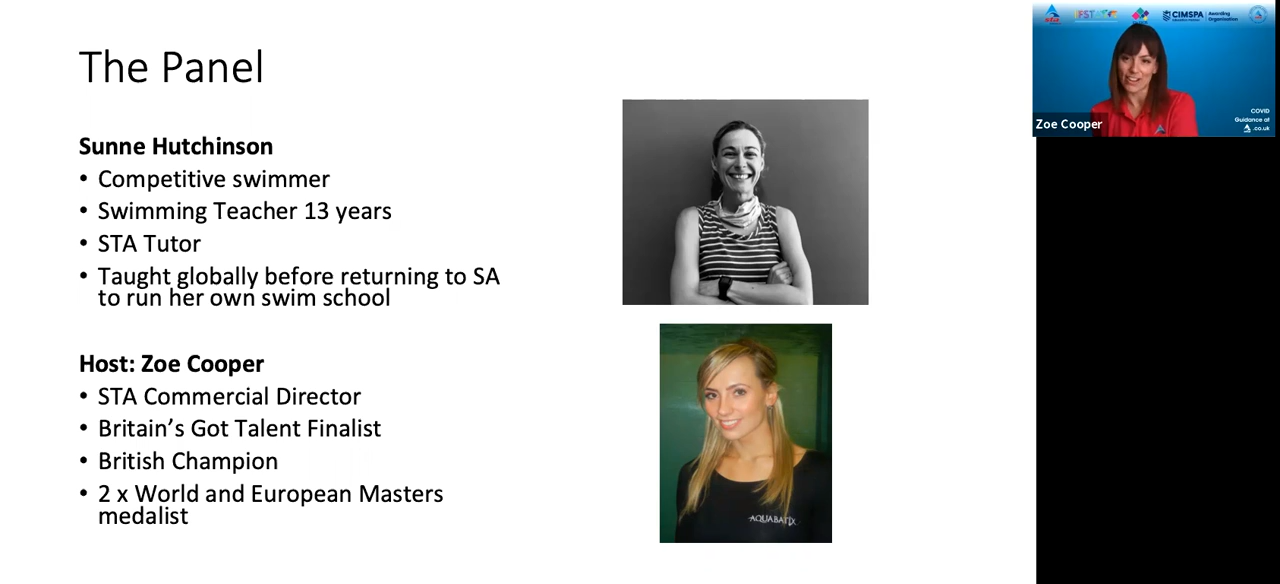 The Panel
Sunne Hutchinson
• Competitive swimmer
• Swimming Teacher 13 years
• STA Tutor
• Taught globally before returning to SA
to run her own swim school
Host: Zoe Cooper
• STA Commercial Director
• Britain's Got Talent Finalist
• British Champion
• 2 x World and European Masters
medalist
AQUABATIX
CIMSPA
Awarding
Organisation
Zoe Cooper
COVID
Guidance at
.co.uk